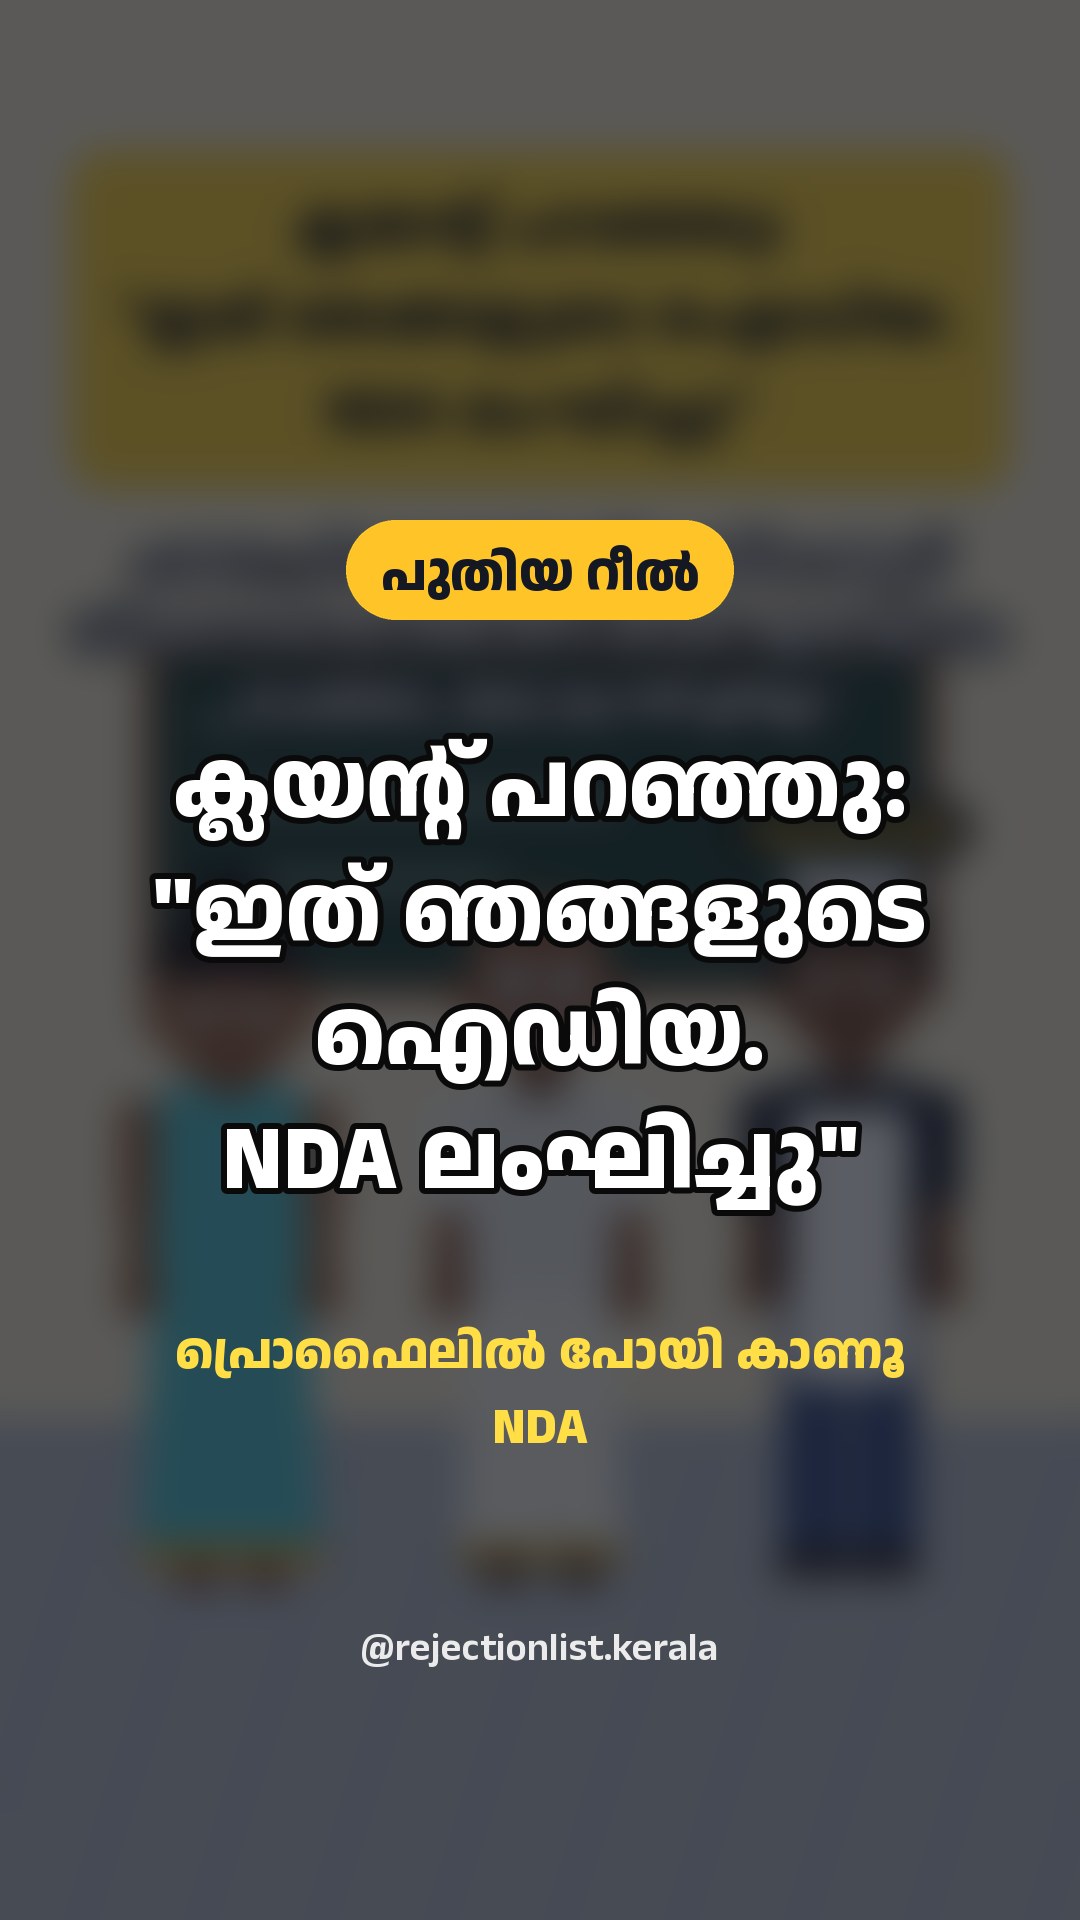 പുതിയ റീൽ
ക്ലയന്റ് പറഞ്ഞു:
"ഇത് ഞങ്ങളുടെ
ഐഡിയ.
NDA ലംഘിച്ചു"
പ്രൊഫൈലിൽ പോയി കാണൂ
NDA
@rejectionlist.kerala